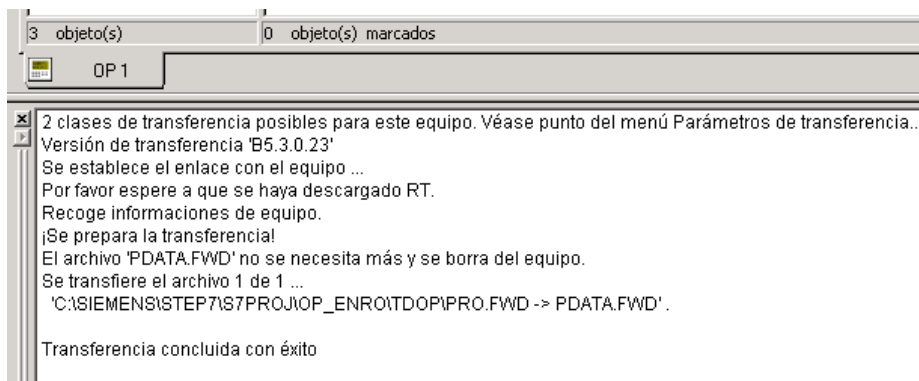 3 objeto(s) 0 objeto(s) marcados
OP1
2 clases de transferencia posibles para este equipo. Véase punto del menú Parámetros de transferencia..
Versión de transferencia 'B5.3.0.23'
Se establece el enlace con el equipo ...
Por favor espere a que se haya descargado RT.
Recoge informaciones de equipo.
¡Se prepara la transferencia!
El archivo 'PDATA.FWD' no se necesita más y se borra del equipo.
Se transfiere el archivo 1 de 1 ...
'C:\SIEMENS\STEP7\S7PROJ\OP_ENRO\TDOP\PRO.FWD -> PDATA.FWD' .
Transferencia concluida con éxito